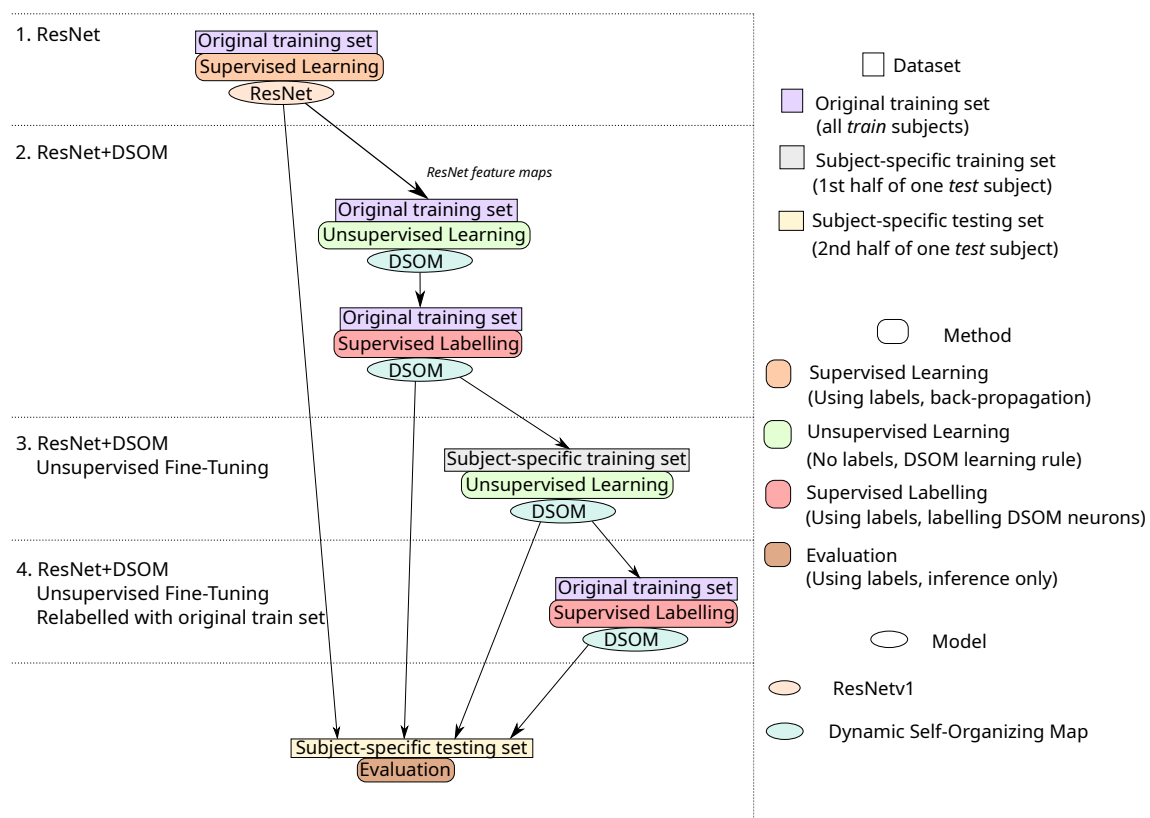 1. ResNet
Original training set
Supervised Learning
ResNet
2. ResNet+DSOM
ResNet feature maps
Original training set
Unsupervised Learning
DSOM
Original training set
Supervised Labelling
DSOM
3. ResNet+DSOM
Unsupervised Fine-Tuning
Subject-specific training set
Unsupervised Learning
DSOM
4. ResNet+DSOM
Unsupervised Fine-Tuning
Relabelled with original train set
Original training set
Supervised Labelling
DSOM
Subject-specific testing set
Evaluation
Dataset
Original training set
(all train subjects)
Subject-specific training set
(1st half of one test subject)
Subject-specific testing set
(2nd half of one test subject)
Method
Supervised Learning
(Using labels, back-propagation)
Unsupervised Learning
(No labels, DSOM learning rule)
Supervised Labelling
(Using labels, labelling DSOM neurons)
Evaluation
(Using labels, inference only)
Model
ResNetv1
Dynamic Self-Organizing Map